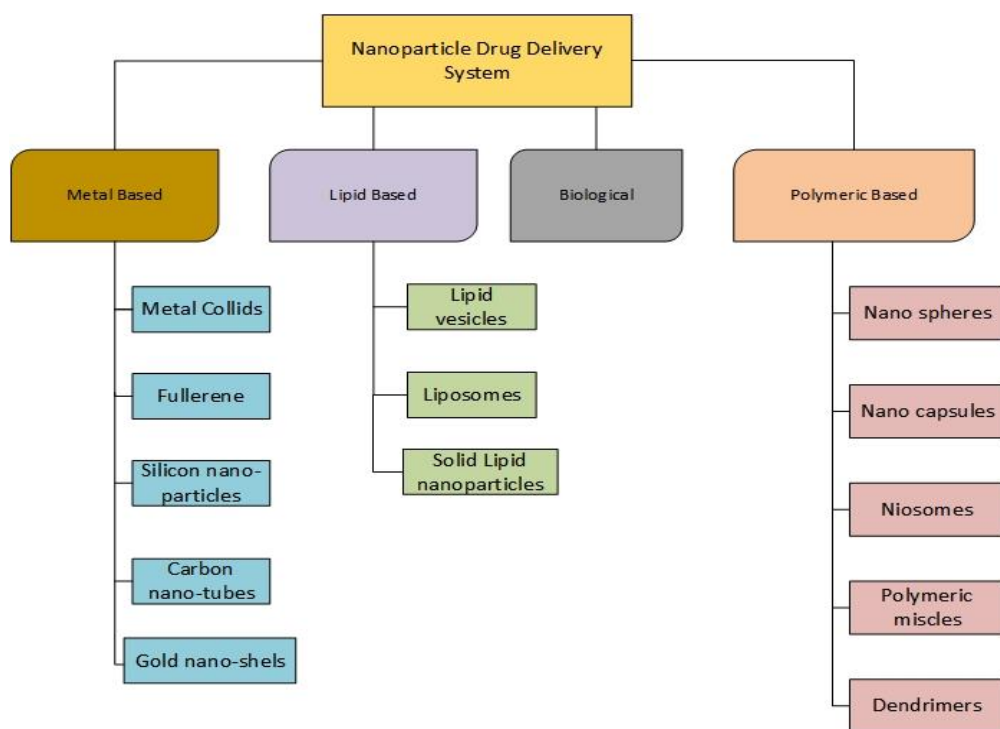 Nanoparticle Drug Delivery
System
Metal Based
Lipid Based
Biological
Polymeric Based
Metal Collids
Fullerene
Silicon nano-
particles
Carbon
nano-tubes
Gold nano-shels
Lipid
vesicles
Liposomes
Solid Lipid
nanoparticles
Nano spheres
Nano capsules
Niosomes
Polymeric
miscles
Dendrimers